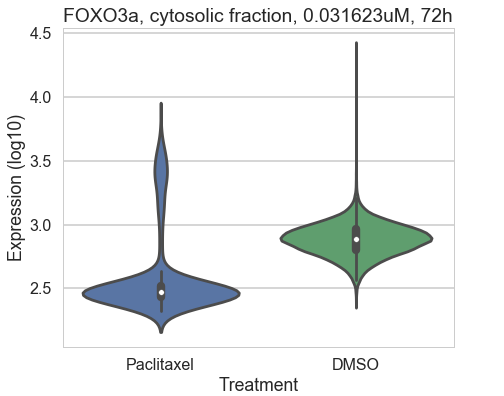 FOXO3a, cytosolic fraction, 0.031623uM, 72h
4.5
4.0
3.5
3.0
2.5
Expression (log10)
Paclitaxel
DMSO
Treatment